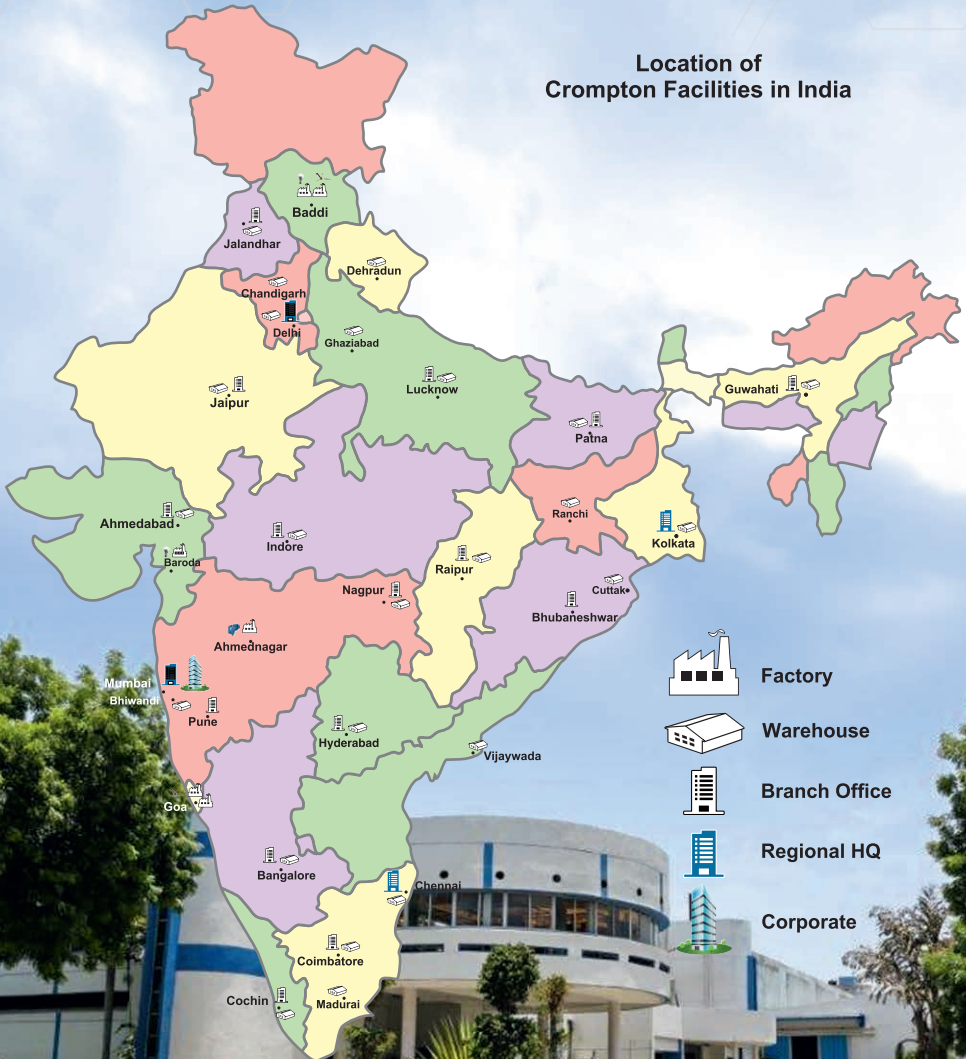 Location of
Crompton Facilities in India
Baddi
Jalandhar
Dehradun
Chandigarh
Delhi
Ghaziabad
Lucknow
Jaipur
Guwahati
Patna
Ranchi
Kolkata
Ahmedabad
Indore
Baroda
Raipur
Nagpur
Cuttak
Bhubaneshwar
Ahmednagar
Mumbai
Bhiwandi
Pune
Hyderabad
Vijaywada
Goa
Bangalore
Chennai
Coimbatore
Cochin
Madurai
Factory
Warehouse
Branch Office
Regional HQ
Corporate